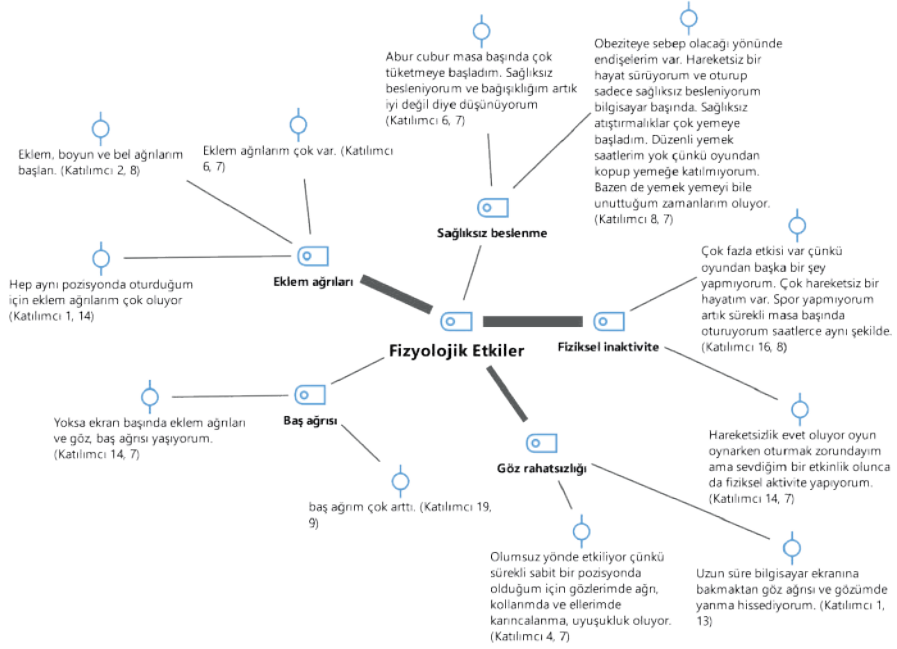 Abur cubur masa başında çok
tüketmeye başladım. Sağlıksız
besleniyorum ve bağışıklığım artık
iyi değil diye düşünüyorum
(Katılımcı 6, 7)
Obeziteye sebep olacağı yönünde
endişelerim var. Hareketsiz bir
hayat sürüyorum ve oturup
sadece sağlıksız besleniyorum
bilgisayar başında. Sağlıksız
atıştırmalıklar çok yemeye
başladım. Düzenli yemek
saatlerim yok çünkü oyundan
kopup yemeğe katılmıyorum.
Bazen de yemek yemeyi bile
unuttuğum zamanlarım oluyor.
(Katılımcı 8, 7)
Eklem, boyun ve bel ağrılarım
başlan. (Katılımcı 2, 8)
Eklem ağrılarım çok var. (Katılımcı
6, 7)
Sağlıksız beslenme
Hep aynı pozisyonda oturduğum
için eklem ağrılarım çok oluyor
(Katılımcı 1, 14)
Eklem ağrıları
Çok fazla etkisi var çünkü
oyundan başka bir şey
yapmıyorum. Çok hareketsiz bir
hayatım var. Spor yapmıyorum
artık sürekli masa başında
oturuyorum saatlerce aynı şekilde.
(Katılımcı 16, 8)
Fizyolojik Etkiler
Fiziksel inaktivite
Yoksa ekran başında eklem ağrıları
ve göz, baş ağrısı yaşıyorum.
(Katılımcı 14, 7)
Baş ağrısı
Hareketsizlik evet oluyor oyun
oynarken oturmak zorundayım
ama sevdiğim bir etkinlik olunca
da fiziksel aktivite yapıyorum.
(Katılımcı 14, 7)
Göz rahatsızlığı
baş ağrım çok arttı. (Katılımcı 19,
9)
Olumsuz yönde etkiliyor çünkü
sürekli sabit bir pozisyonda
olduğum için gözlerimde ağrı,
kollarımda ve ellerimde
karıncalanma, uyuşukluk oluyor.
(Katılımcı 4, 7)
Uzun süre bilgisayar ekranına
bakmaktan göz ağrısı ve gözümde
yanma hissediyorum. (Katılımcı 1,
13)